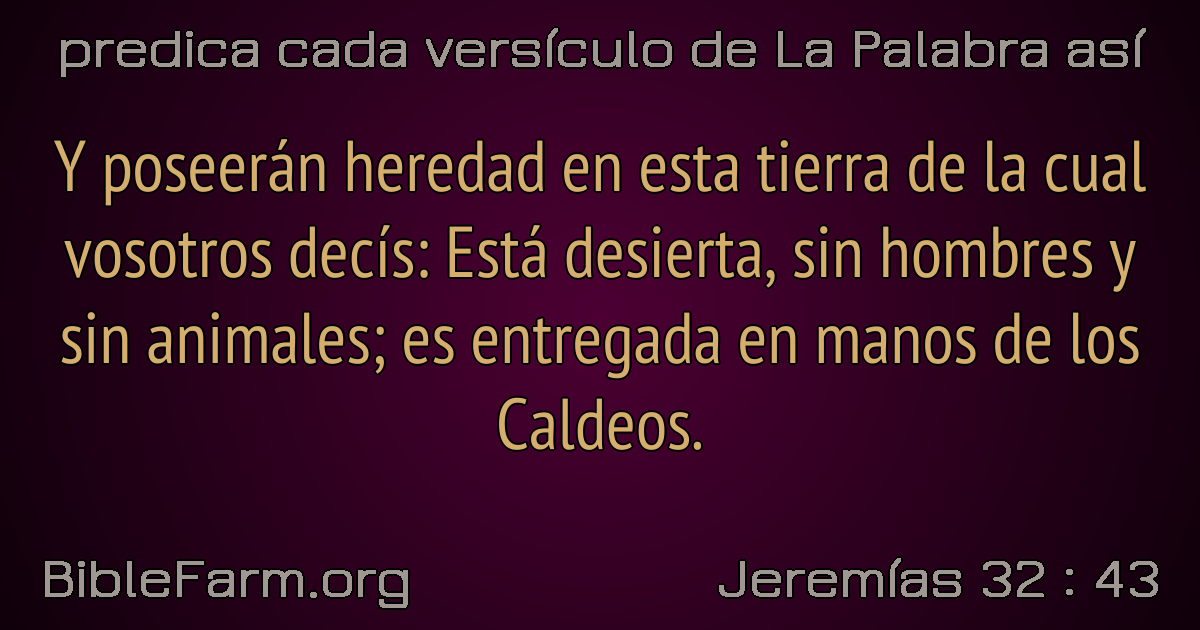 predica cada versículo de La Palabra así
Y poseerán heredad en esta tierra de la cual
vosotros decís: Está desierta, sin hombres y
sin animales; es entregada en manos de los
Caldeos.
BibleFarm.org
Jeremías 32 : 43